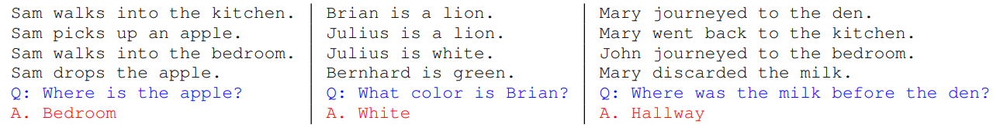 Sam walks into the kitchen.
Sam picks up an apple.
Sam walks into the bedroom.
Sam drops the apple.
Q: Where is the apple?
A. Bedroom
Brian is a lion.
Julius is a lion.
Julius is white.
Bernhard is green.
Q: What color is Brian?
A. White
Mary journeyed to the den.
Mary went back to the kitchen.
John journeyed to the bedroom.
Mary discarded the milk.
Q: Where was the milk before the den?
A. Hallway